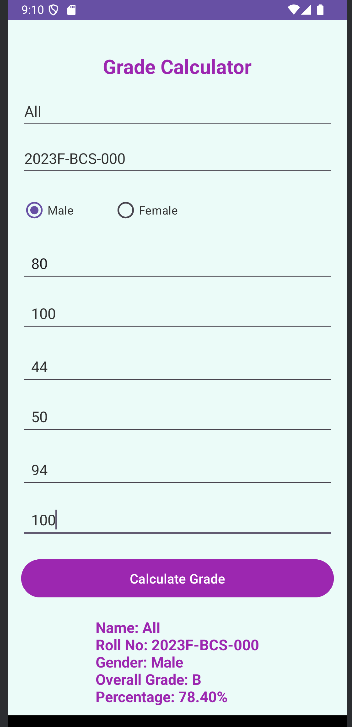 9:10
Grade Calculator
All
2023F-BCS-000
Male Female
80
100
44
50
94
100
Calculate Grade
Name: All
Roll No: 2023F-BCS-000
Gender: Male
Overall Grade: B
Percentage: 78.40%